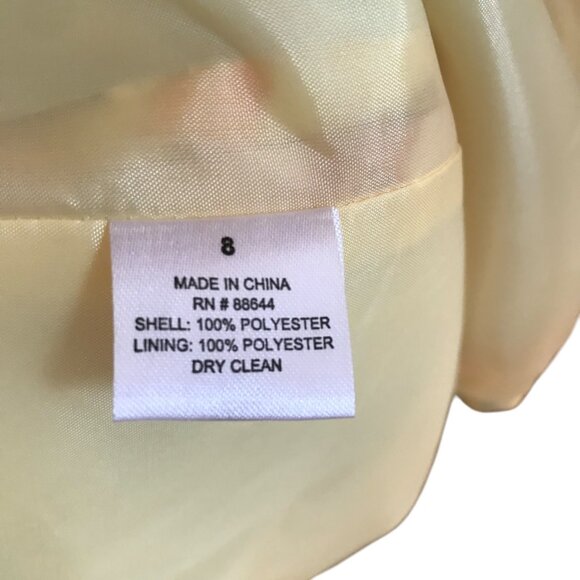 8
MADE IN CHINA
RN # 88644
SHELL: 100% POLYESTER
LINING: 100% POLYESTER
DRY CLEAN